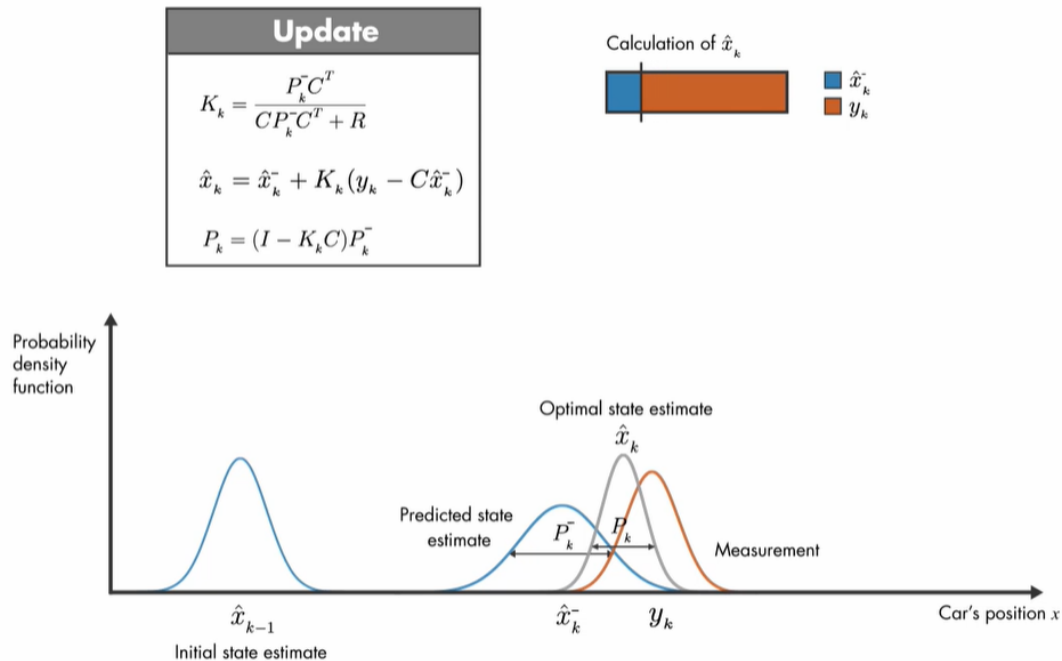 Update
K_k = P_k^- C^T / (C P_k^- C^T + R)
x̂_k = x̂_k^- + K_k(y_k − Cx̂_k^-)
P_k = (I − K_k C)P_k^-
Calculation of x̂_k
x̂_k^-
y_k
Probability
density
function
Optimal state estimate
x̂_k
Predicted state
estimate
P_k^-
P_k
Measurement
x̂_{k−1}
Initial state estimate
x̂_k^-
y_k
Car's position x